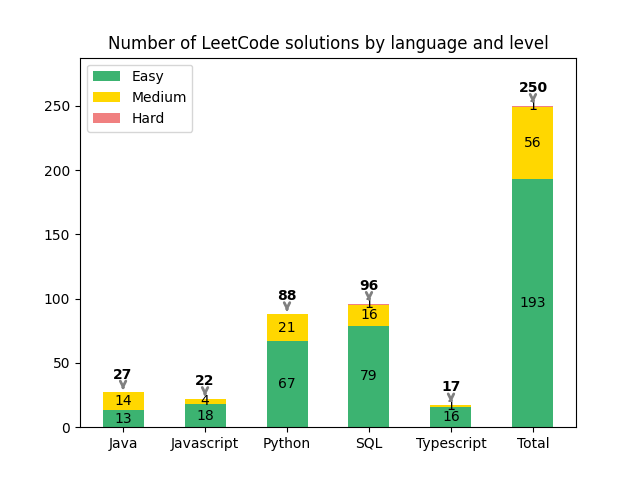 Number of LeetCode solutions by language and level
Easy
Medium
Hard
250
200
150
100
50
0
27
14
13
22
4
18
88
21
67
96
1
16
79
17
1
16
250
1
56
193
Java
Javascript
Python
SQL
Typescript
Total